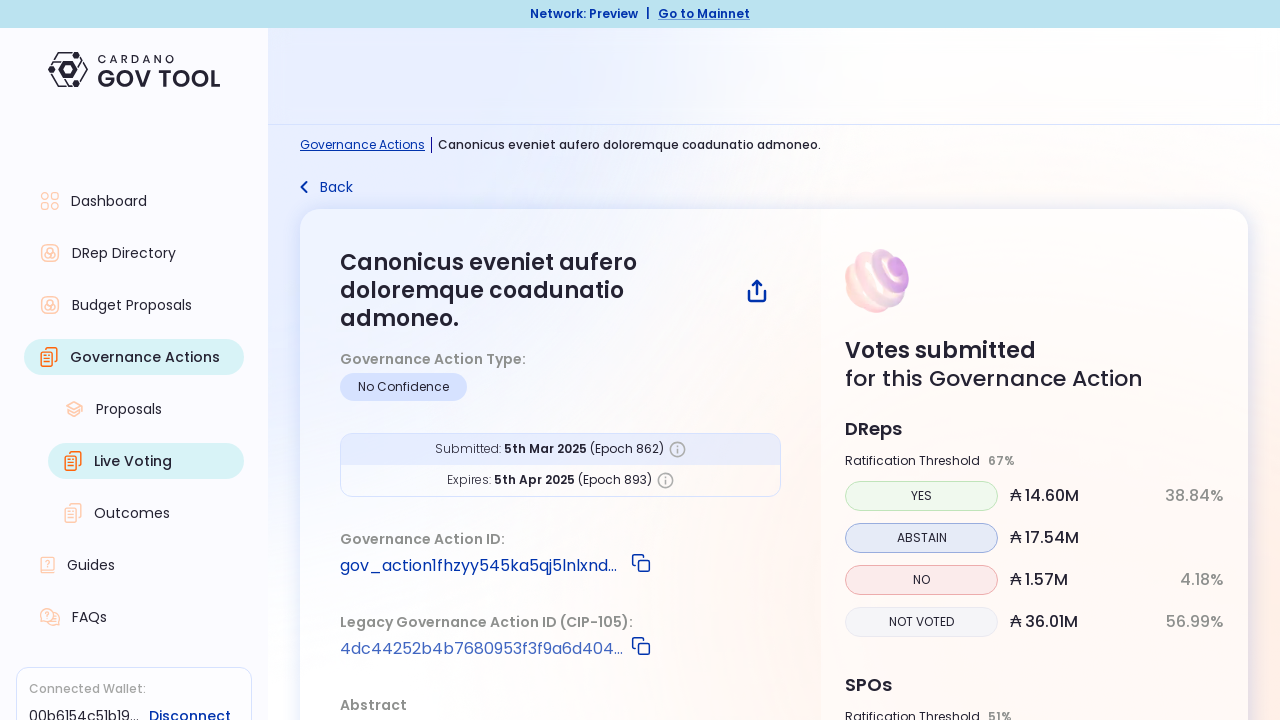 Network: Preview | Go to Mainnet
CARDANO
GOV TOOL
Dashboard
DRep Directory
Budget Proposals
Governance Actions
Proposals
Live Voting
Outcomes
Guides
FAQs
Connected Wallet:
00b6154c51b19... Disconnect
Governance Actions | Canonicus eveniet aufero doloremque coadunatio admoneo.
Back
Canonicus eveniet aufero
doloremque coadunatio
admoneo.
Governance Action Type:
No Confidence
Submitted: 5th Mar 2025 (Epoch 862)
Expires: 5th Apr 2025 (Epoch 893)
Governance Action ID:
gov_action1fhzyy545ka5qj5lnlxnd...
Legacy Governance Action ID (CIP-105):
4dc44252b4b7680953f3f9a6d404...
Abstract
Votes submitted
for this Governance Action
DReps
Ratification Threshold 67%
YES ₳ 14.60M 38.84%
ABSTAIN ₳ 17.54M
NO ₳ 1.57M 4.18%
NOT VOTED ₳ 36.01M 56.99%
SPOs
Ratification Threshold 51%